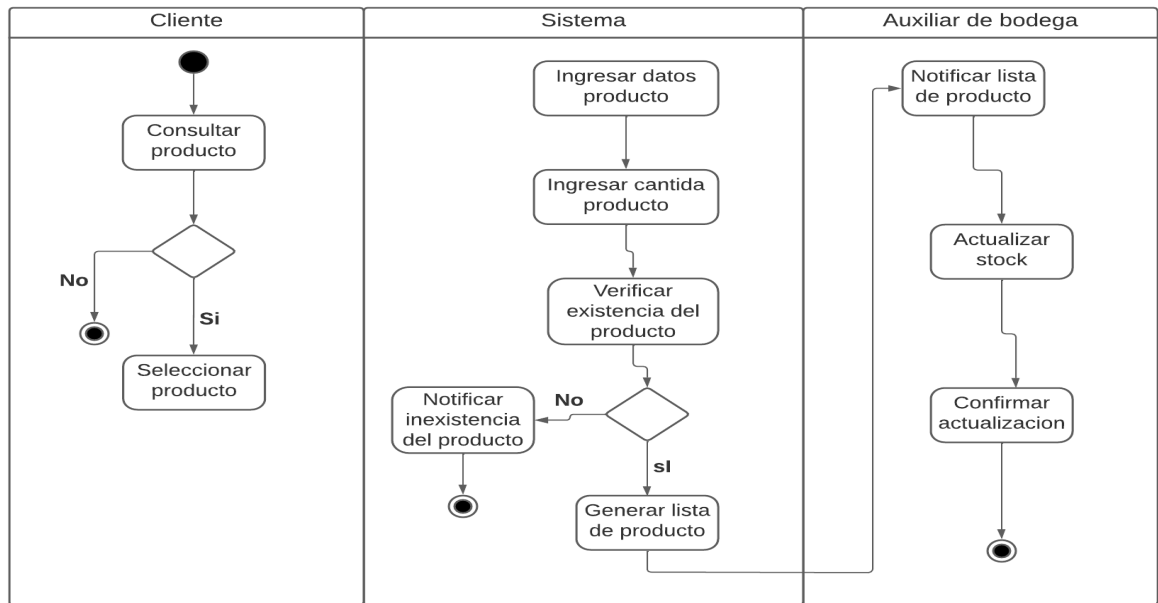 Cliente
Sistema
Auxiliar de bodega
Consultar
producto
No
Si
Seleccionar
producto
Ingresar datos
producto
Ingresar cantida
producto
Verificar
existencia del
producto
No
Notificar
inexistencia
del producto
sI
Generar lista
de producto
Notificar lista
de producto
Actualizar
stock
Confirmar
actualizacion